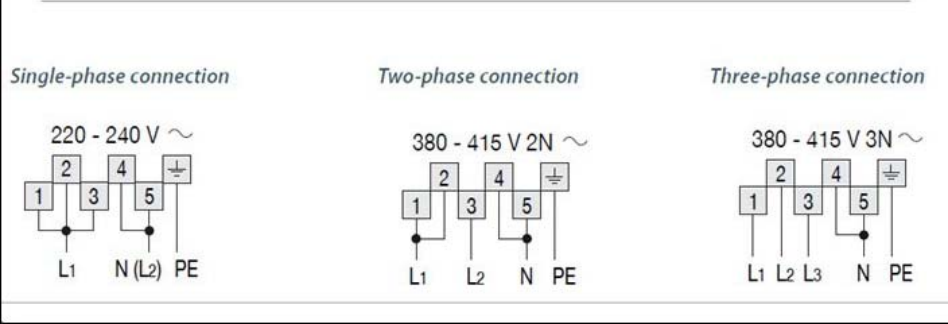 Single-phase connection
220 - 240 V ~
2 4
1 3 5
L1 N (L2) PE
Two-phase connection
380 - 415 V 2N ~
2 4
1 3 5
L1 L2 N PE
Three-phase connection
380 - 415 V 3N ~
2 4
1 3 5
L1 L2 L3 N PE